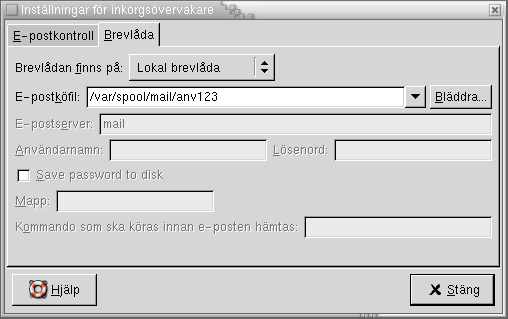 Inställningar för inkorgsövervakare
E-postkontroll Brevlåda
Brevlådan finns på: Lokal brevlåda
E-postköfil: /var/spool/mail/anv123 Bläddra...
E-postserver: mail
Användarnamn: Lösenord:
Save password to disk
Mapp:
Kommando som ska köras innan e-posten hämtas:
Hjälp Stäng